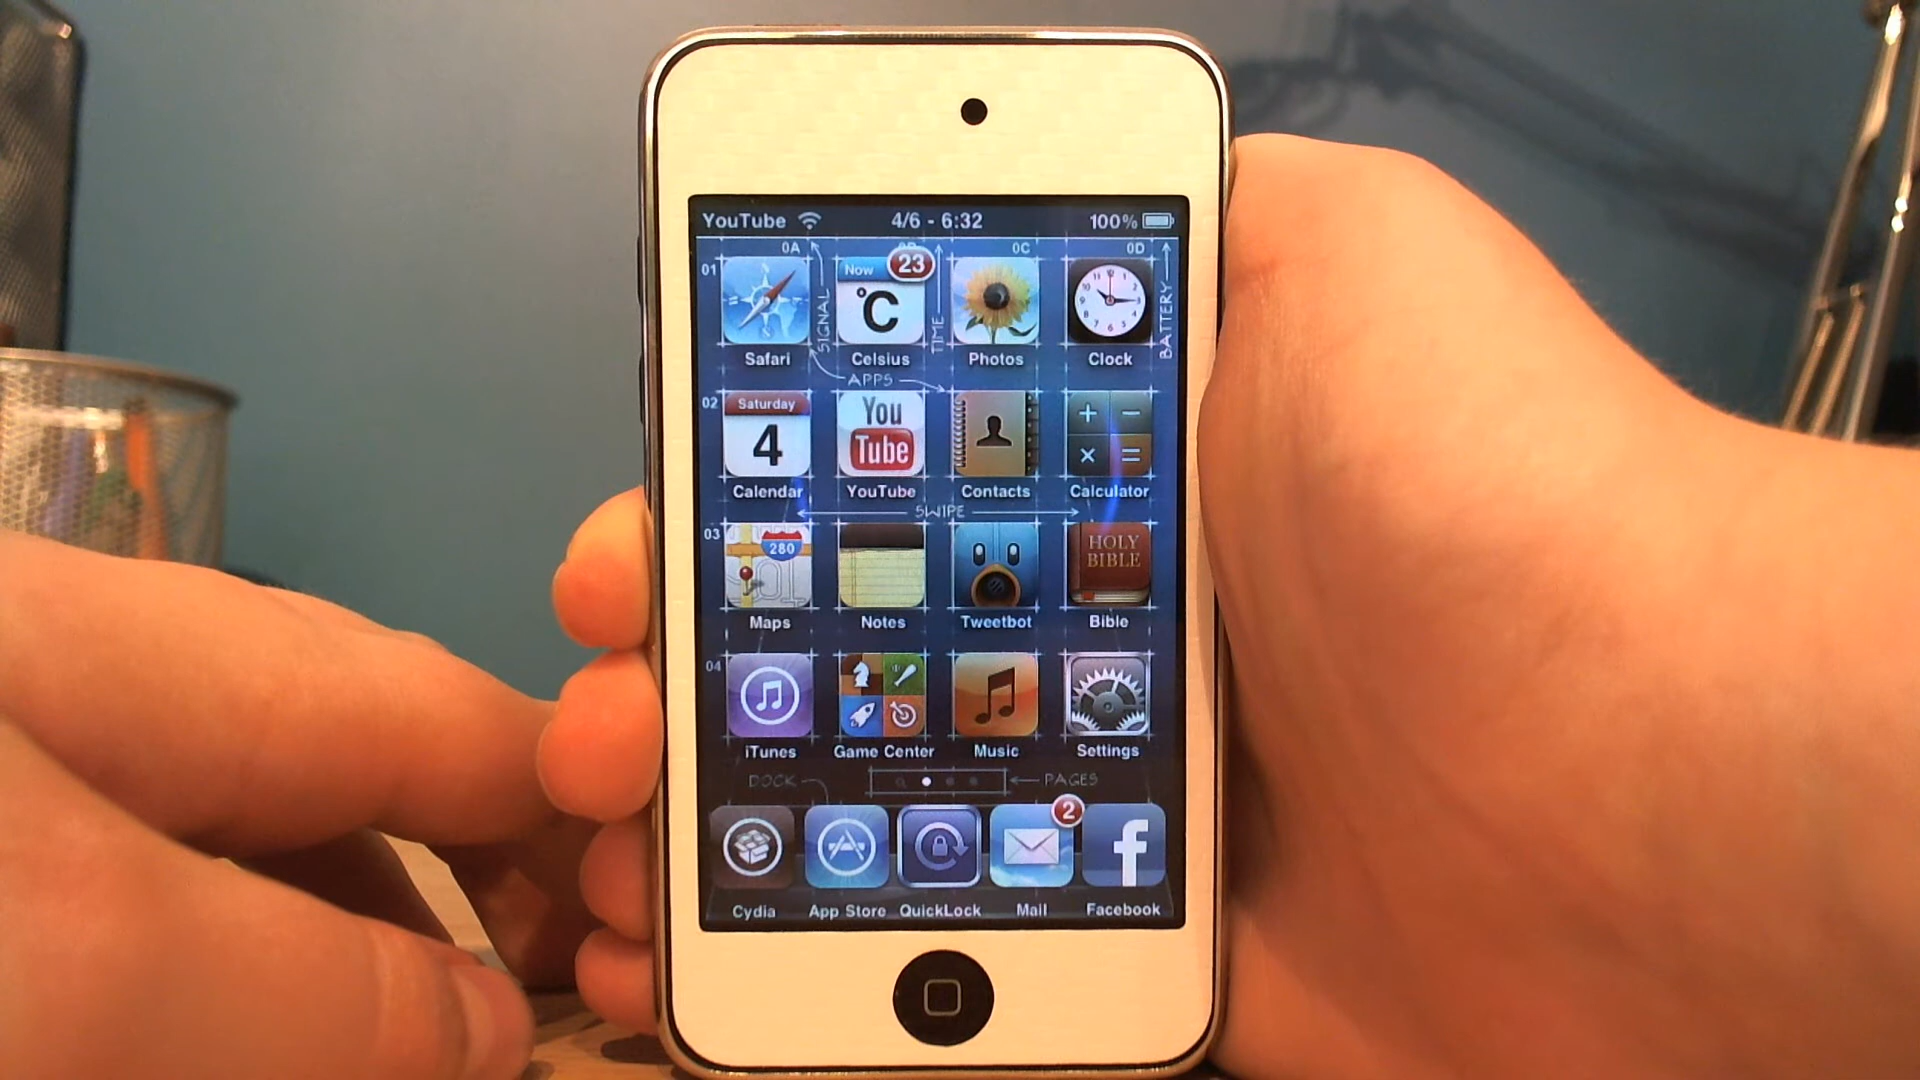 YouTube 4/6 - 6:32 100%
0A 0B 0C 0D
01
Now 23
°C
SIGNAL
TIME
BATTERY
Safari Celsius Photos Clock
APPS
02
Saturday
4
You
Tube
+ −
× =
Calendar YouTube Contacts Calculator
SWIPE
03
280
HOLY
BIBLE
Maps Notes Tweetbot Bible
04
iTunes Game Center Music Settings
DOCK PAGES
2
f
Cydia App Store QuickLock Mail Facebook